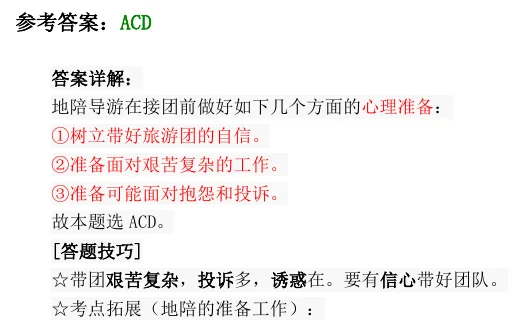 参考答案：ACD
答案详解：
地陪导游在接团前做好如下几个方面的心理准备：
①树立带好旅游团的自信。
②准备面对艰苦复杂的工作。
③准备可能面对抱怨和投诉。
故本题选 ACD。
[答题技巧]
☆带团艰苦复杂，投诉多，诱惑在。要有信心带好团队。
☆考点拓展（地陪的准备工作）：